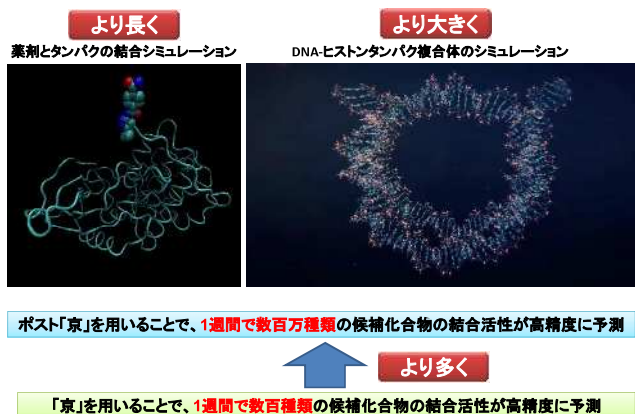 より長く
薬剤とタンパクの結合シミュレーション
より大きく
DNA-ヒストンタンパク複合体のシミュレーション
ポスト「京」を用いることで、1週間で数百万種類の候補化合物の結合活性が高精度に予測
より多く
「京」を用いることで、1週間で数百種類の候補化合物の結合活性が高精度に予測